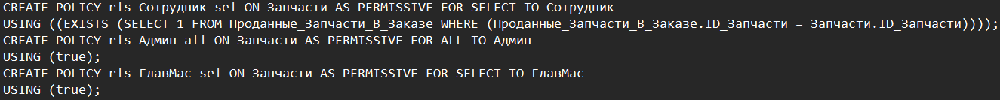 CREATE POLICY rls_Сотрудник_sel ON Запчасти AS PERMISSIVE FOR SELECT TO Сотрудник
USING ((EXISTS (SELECT 1 FROM Проданные_Запчасти_В_Заказе WHERE (Проданные_Запчасти_В_Заказе.ID_Запчасти = Запчасти.ID_Запчасти))));
CREATE POLICY rls_Админ_all ON Запчасти AS PERMISSIVE FOR ALL TO Админ
USING (true);
CREATE POLICY rls_ГлавМас_sel ON Запчасти AS PERMISSIVE FOR SELECT TO ГлавМас
USING (true);